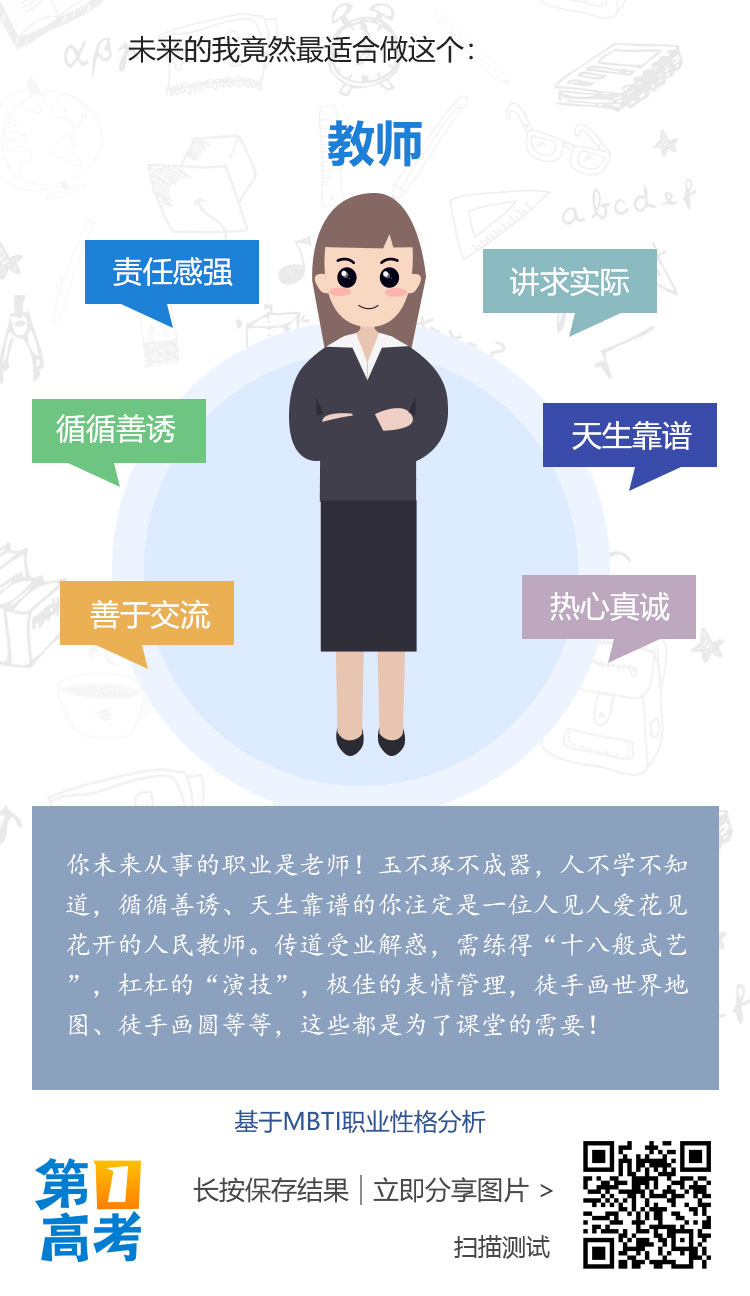 未来的我竟然最适合做这个：
教师
责任感强
讲求实际
循循善诱
天生靠谱
善于交流
热心真诚
你未来从事的职业是老师！玉不琢不成器，人不学不知
道，循循善诱、天生靠谱的你注定是一位人见人爱花见
花开的人民教师。传道受业解惑，需练得“十八般武艺
”，杠杠的“演技”，极佳的表情管理，徒手画世界地
图、徒手画圆等等，这些都是为了课堂的需要！
基于MBTI职业性格分析
第1
高考
长按保存结果｜立即分享图片 >
扫描测试
αβγ
abcdef